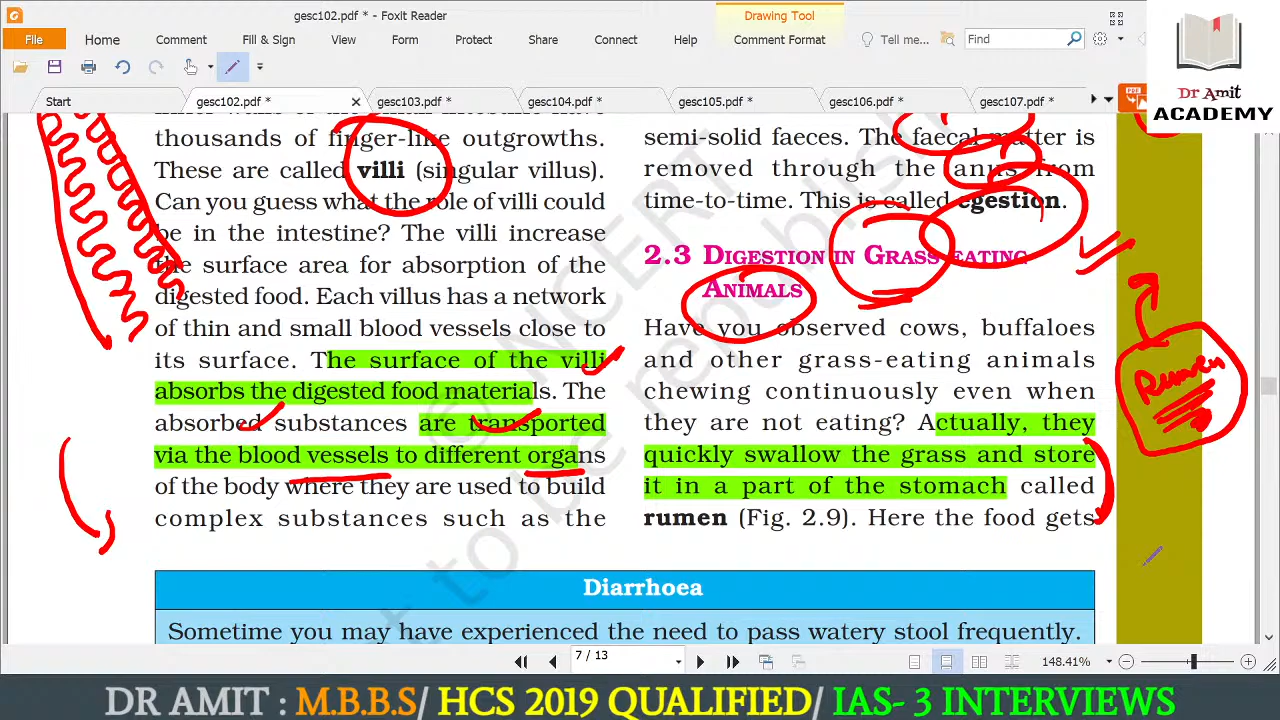 gesc102.pdf * - Foxit Reader
Drawing Tool
File Home Comment Fill & Sign View Form Protect Share Connect Help Comment Format Tell me... Find
Start gesc102.pdf * gesc103.pdf * gesc104.pdf * gesc105.pdf * gesc106.pdf * gesc107.pdf *
Dr Amit
ACADEMY
thousands of finger-like outgrowths.
These are called villi (singular villus).
Can you guess what the role of villi could
be in the intestine? The villi increase
the surface area for absorption of the
digested food. Each villus has a network
of thin and small blood vessels close to
its surface. The surface of the villi
absorbs the digested food materials. The
absorbed substances are transported
via the blood vessels to different organs
of the body where they are used to build
complex substances such as the
semi-solid faeces. The faecal matter is
removed through the anus from
time-to-time. This is called egestion.
2.3 DIGESTION IN GRASS-EATING
ANIMALS
Have you observed cows, buffaloes
and other grass-eating animals
chewing continuously even when
they are not eating? Actually, they
quickly swallow the grass and store
it in a part of the stomach called
rumen (Fig. 2.9). Here the food gets
Rumen
Diarrhoea
Sometime you may have experienced the need to pass watery stool frequently.
7 / 13
148.41%
DR AMIT : M.B.B.S/ HCS 2019 QUALIFIED/ IAS- 3 INTERVIEWS